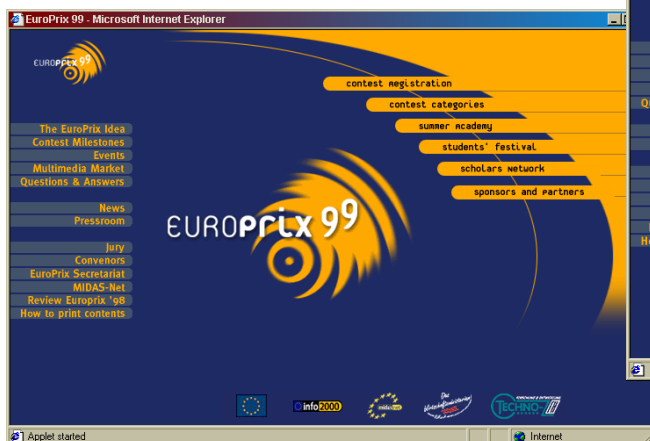 EuroPrix 99 - Microsoft Internet Explorer
EUROPRIX 99
contest registration
contest categories
summer academy
students' festival
scholars network
sponsors and partners
The EuroPrix Idea
Contest Milestones
Events
Multimedia Market
Questions & Answers
News
Pressroom
Jury
Convenors
EuroPrix Secretariat
MIDAS-Net
Review Europrix '98
How to print contents
EUROPRIX 99
info2000
midas net
TECHNO-Z
Applet started
Internet